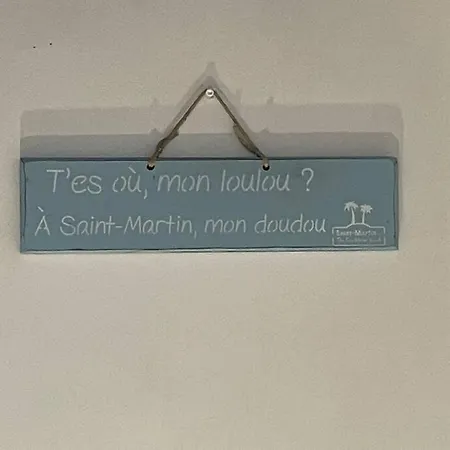 T'es où, mon loulou ?
À Saint-Martin, mon doudou
Saint-Martin